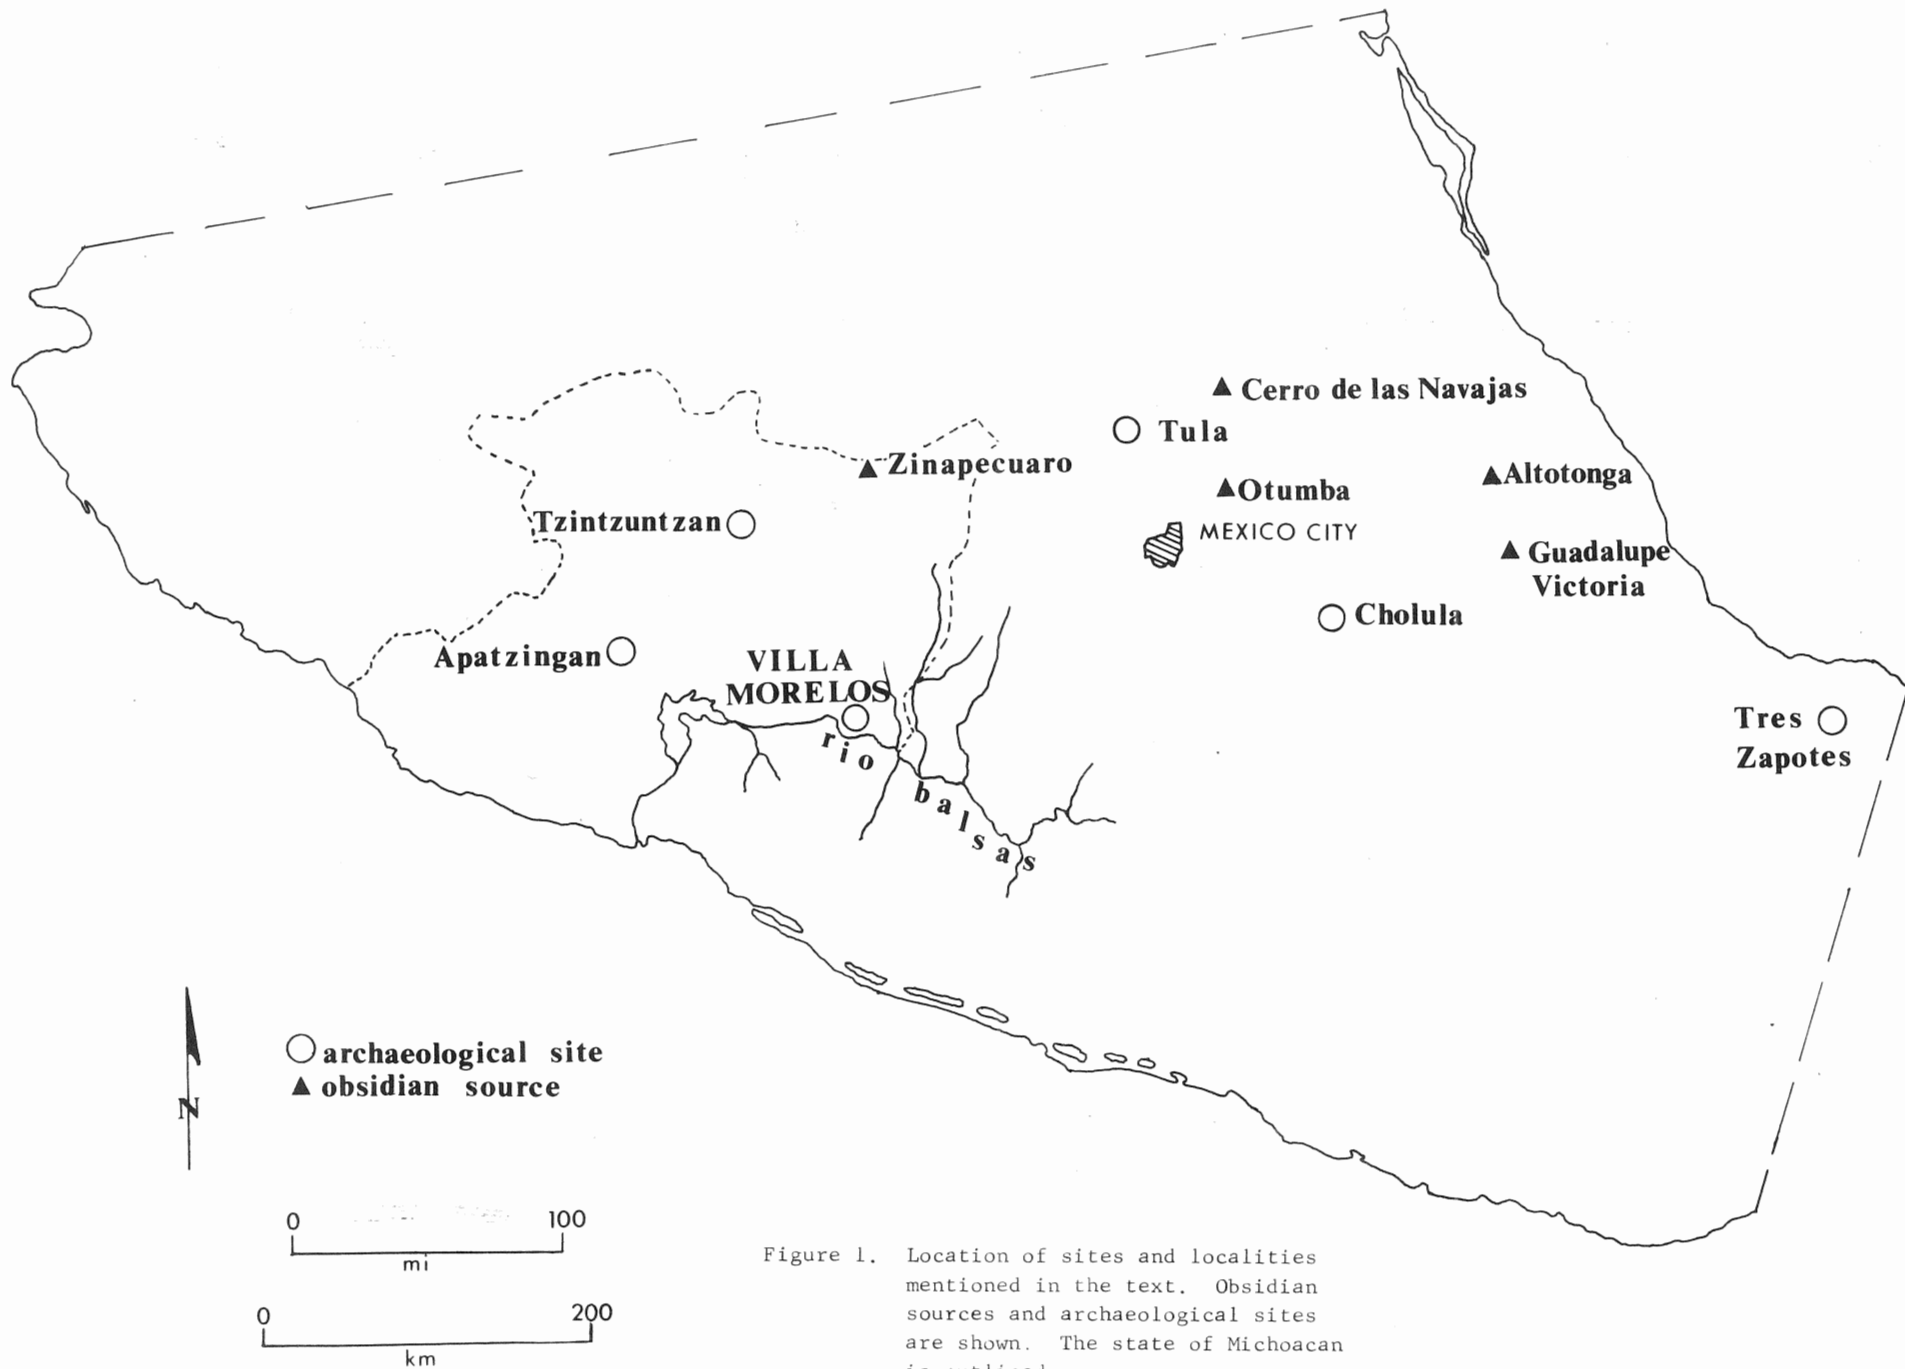 Cerro de las Navajas
Tula
Zinapecuaro
Altotonga
Otumba
Tzintzuntzan
MEXICO CITY
Guadalupe
Victoria
Cholula
Apatzingan
VILLA
MORELOS
rio balsas
Tres
Zapotes
archaeological site
obsidian source
N
0 100
mi
0 200
km
Figure 1. Location of sites and localities
mentioned in the text. Obsidian
sources and archaeological sites
are shown. The state of Michoacan